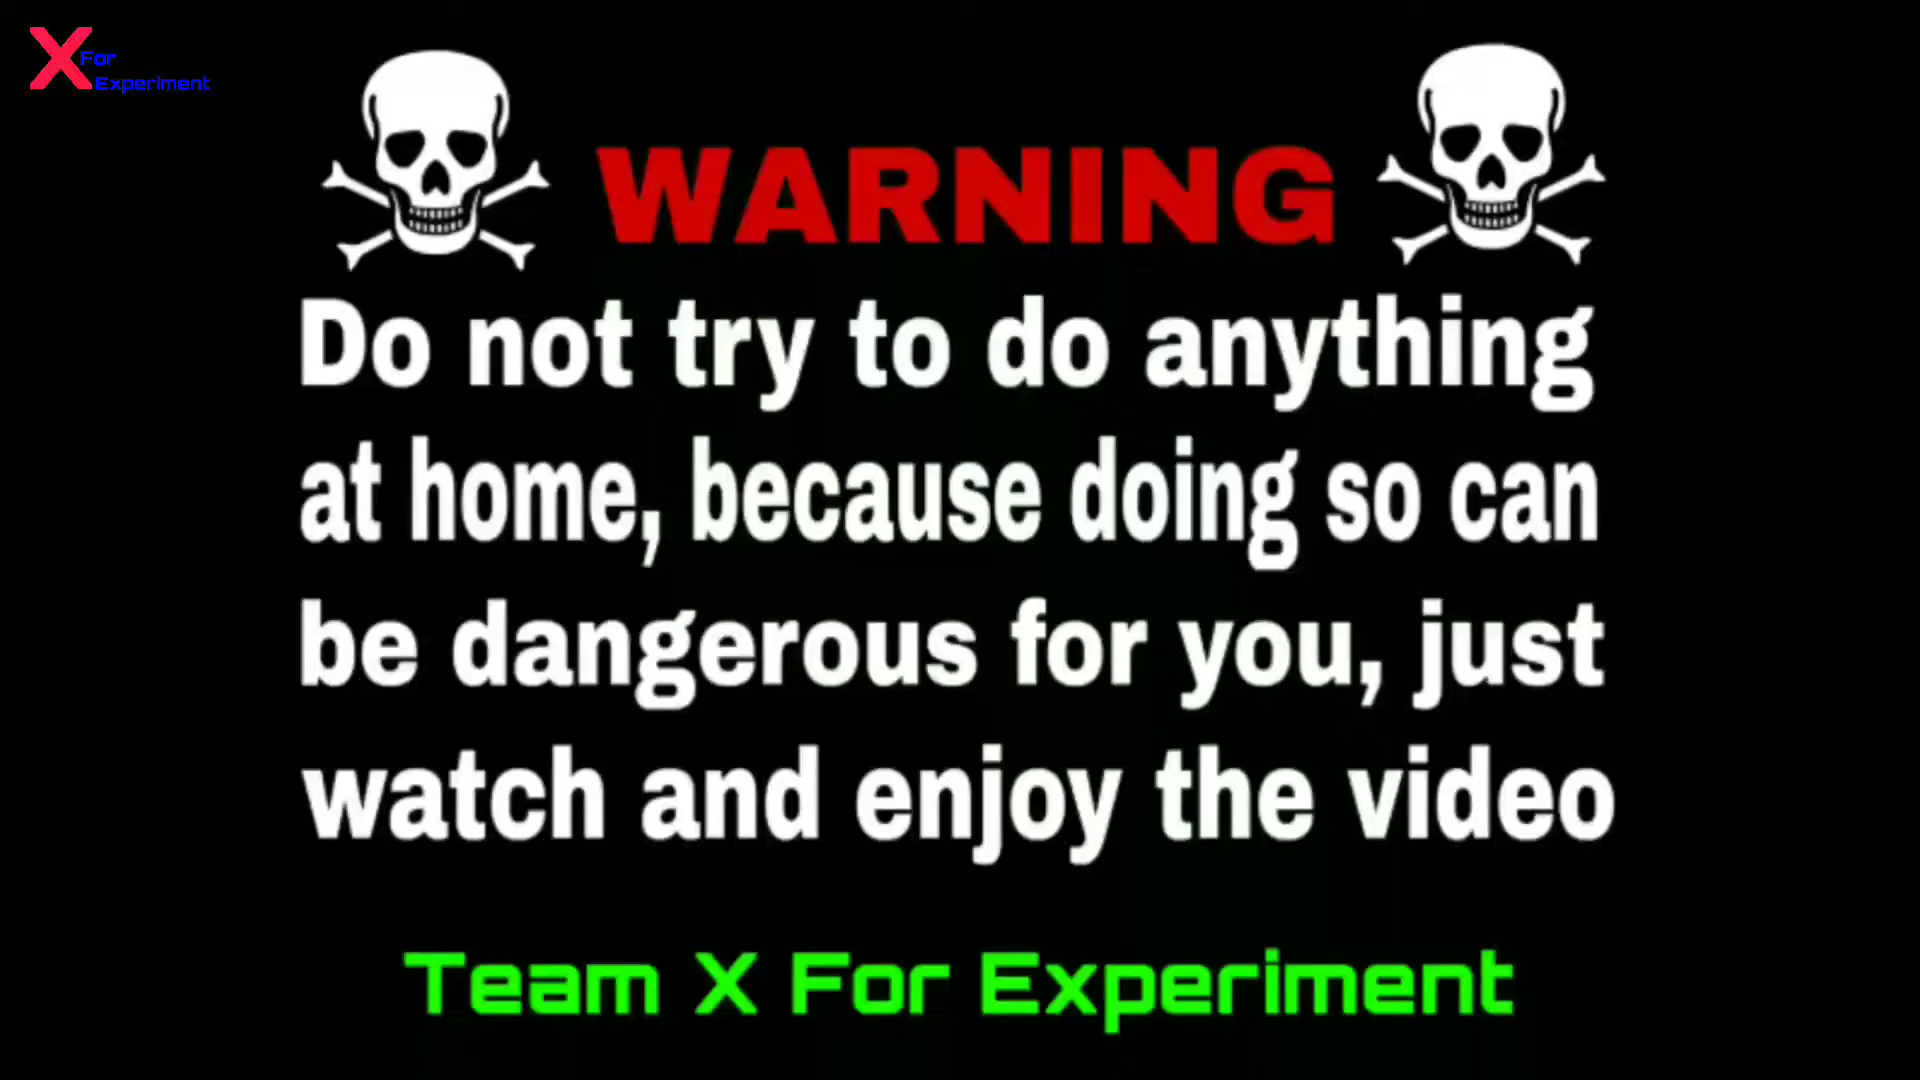 X For
Experiment
WARNING
Do not try to do anything
at home, because doing so can
be dangerous for you, just
watch and enjoy the video
Team X For Experiment